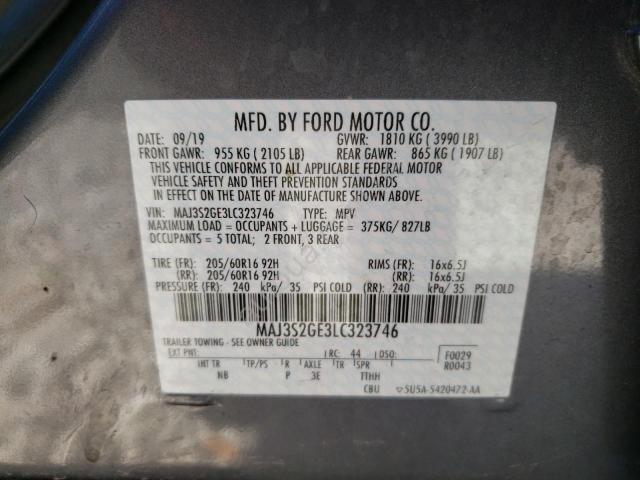 MFD. BY FORD MOTOR CO.
DATE: 09/19 GVWR: 1810 KG ( 3990 LB)
FRONT GAWR: 955 KG ( 2105 LB) REAR GAWR: 865 KG ( 1907 LB)
THIS VEHICLE CONFORMS TO ALL APPLICABLE FEDERAL MOTOR
VEHICLE SAFETY AND THEFT PREVENTION STANDARDS
IN EFFECT ON THE DATE OF MANUFACTURE SHOWN ABOVE.
VIN: MAJ3S2GE3LC323746 TYPE: MPV
MAXIMUM LOAD = OCCUPANTS + LUGGAGE = 375KG/ 827LB
OCCUPANTS = 5 TOTAL; 2 FRONT, 3 REAR
TIRE (FR): 205/60R16 92H RIMS (FR): 16x6.5J
(RR): 205/60R16 92H (RR): 16x6.5J
PRESSURE (FR): 240 kPa/ 35 PSI COLD (RR): 240 kPa/ 35 PSI COLD
MAJ3S2GE3LC323746
TRAILER TOWING - SEE OWNER GUIDE
EXT PNT: RC: 44 DSO: F0029
INT TR TP/PS R AXLE TR SPR R0043
NB P 3E TTHH
CBU 5U5A-5420472-AA